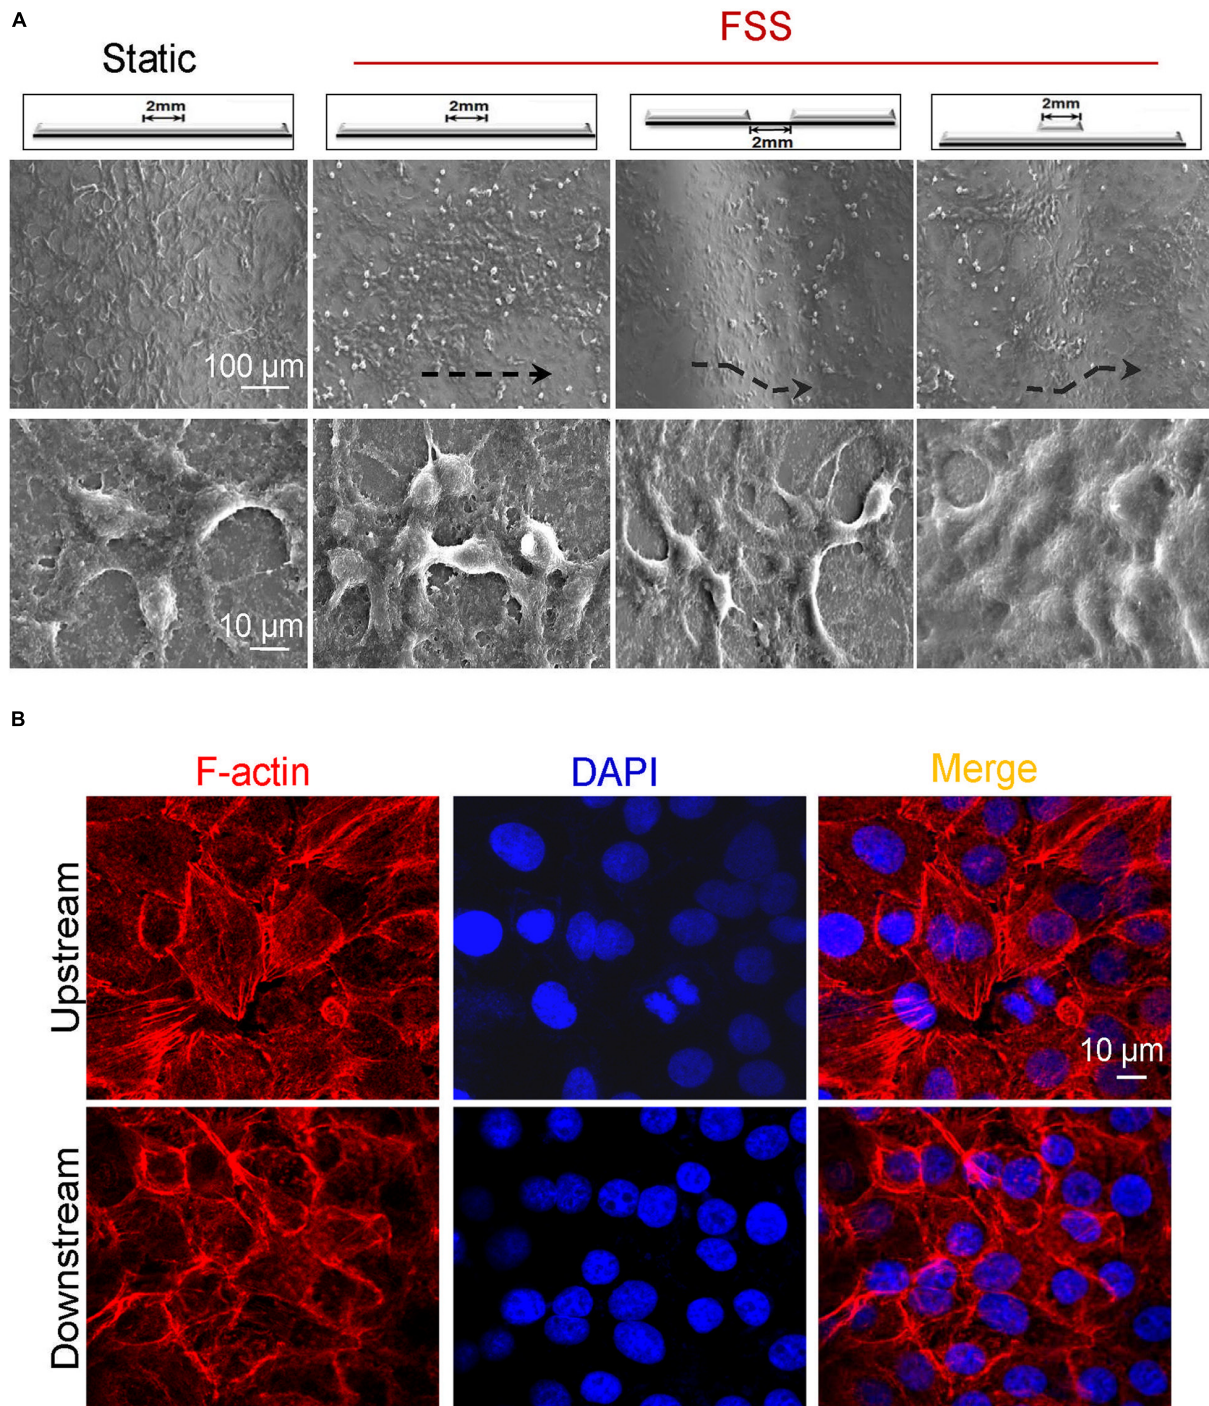 A
Static
FSS
2mm
2mm
2mm
2mm
100 µm
10 µm
B
F-actin
DAPI
Merge
Upstream
10 µm
Downstream